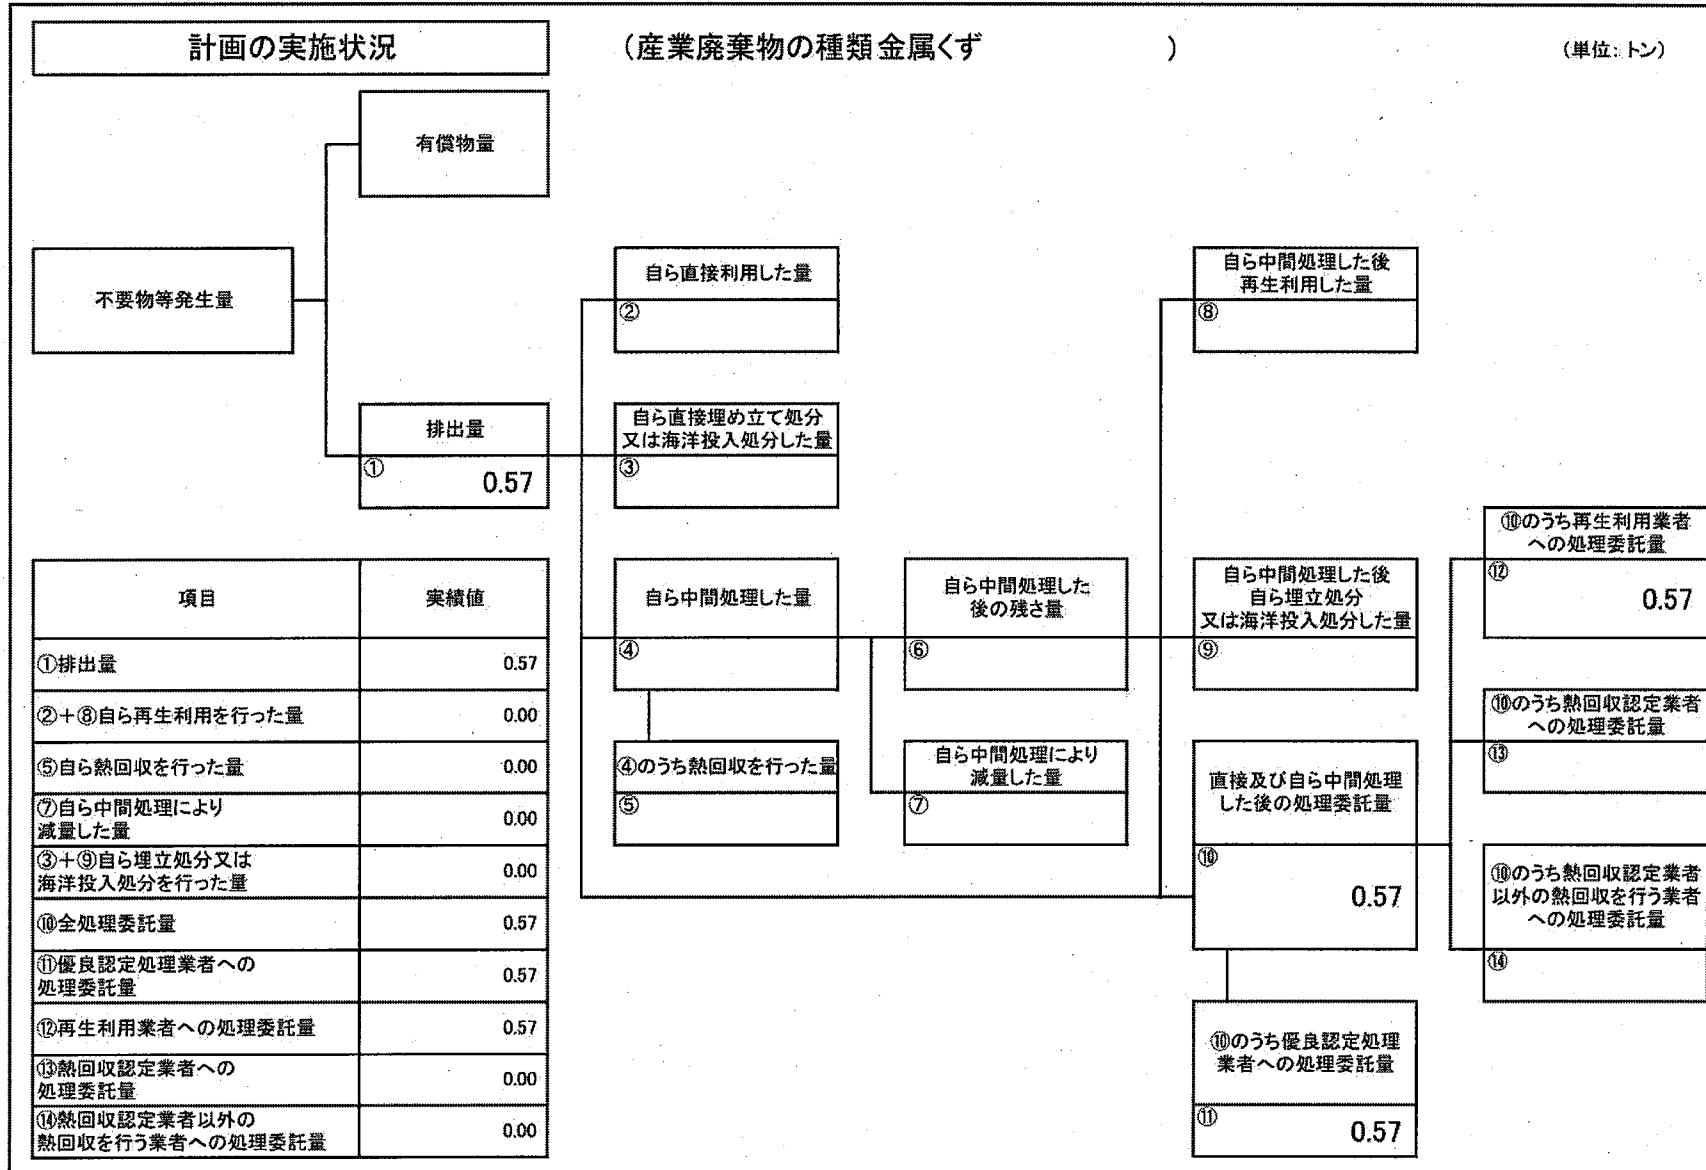 計画の実施状況
（産業廃棄物の種類 金属くず　　　　　　）
（単位：トン）
有償物量
不要物等発生量
自ら直接利用した量
②
自ら中間処理した後
再生利用した量
⑧
排出量
①
0.57
自ら直接埋め立て処分
又は海洋投入処分した量
③
自ら中間処理した量
④
自ら中間処理した
後の残さ量
⑥
自ら中間処理した後
自ら埋立処分
又は海洋投入処分した量
⑨
⑩のうち再生利用業者
への処理委託量
⑫
0.57
④のうち熱回収を行った量
⑤
自ら中間処理により
減量した量
⑦
直接及び自ら中間処理
した後の処理委託量
⑩
0.57
⑩のうち熱回収認定業者
への処理委託量
⑬
⑩のうち熱回収認定業者
以外の熱回収を行う業者
への処理委託量
⑭
⑩のうち優良認定処理
業者への処理委託量
⑪
0.57
項目 実績値
①排出量 0.57
②＋⑧自ら再生利用を行った量 0.00
⑤自ら熱回収を行った量 0.00
⑦自ら中間処理により
減量した量 0.00
③＋⑨自ら埋立処分又は
海洋投入処分を行った量 0.00
⑩全処理委託量 0.57
⑪優良認定処理業者への
処理委託量 0.57
⑫再生利用業者への処理委託量 0.57
⑬熱回収認定業者への
処理委託量 0.00
⑭熱回収認定業者以外の
熱回収を行う業者への処理委託量 0.00